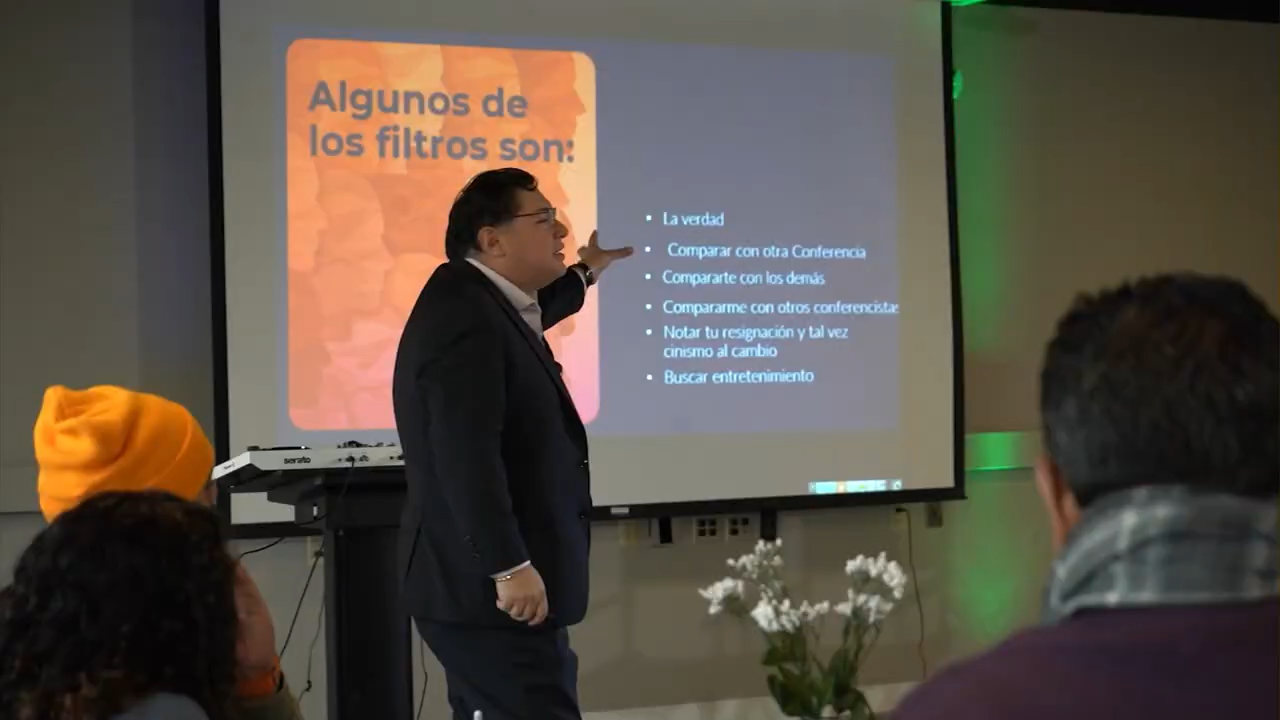 Algunos de
los filtros son:
• La verdad
• Comparar con otra Conferencia
• Compararte con los demás
• Compararme con otros conferencistas
• Notar tu resignación y tal vez
cinismo al cambio
• Buscar entretenimiento
serato